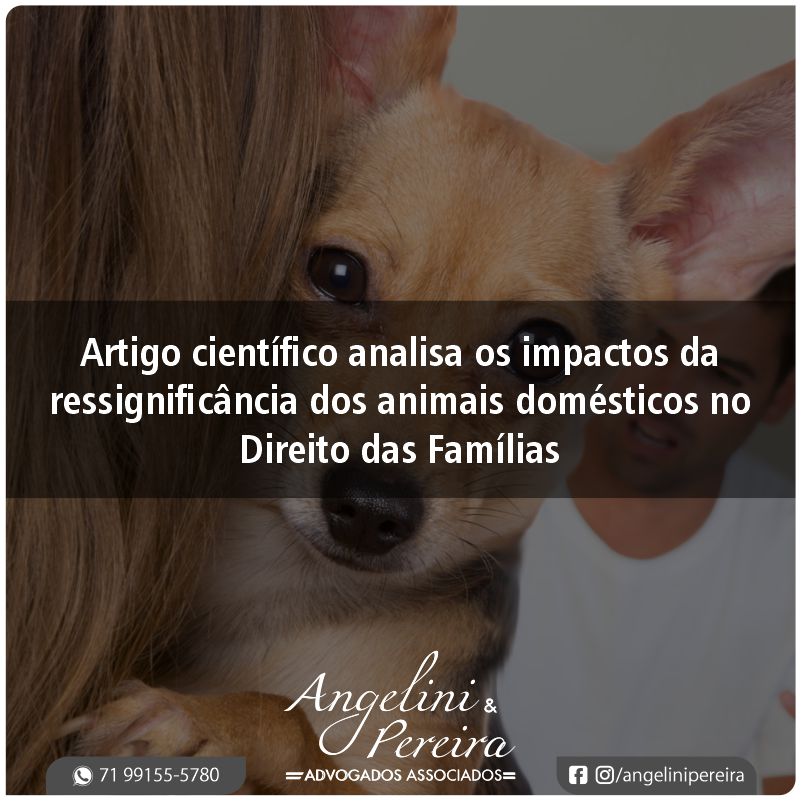 Artigo científico analisa os impactos da
ressignificância dos animais domésticos no
Direito das Famílias
Angelini &
Pereira
ADVOGADOS ASSOCIADOS
71 99155-5780
/angelinipereira